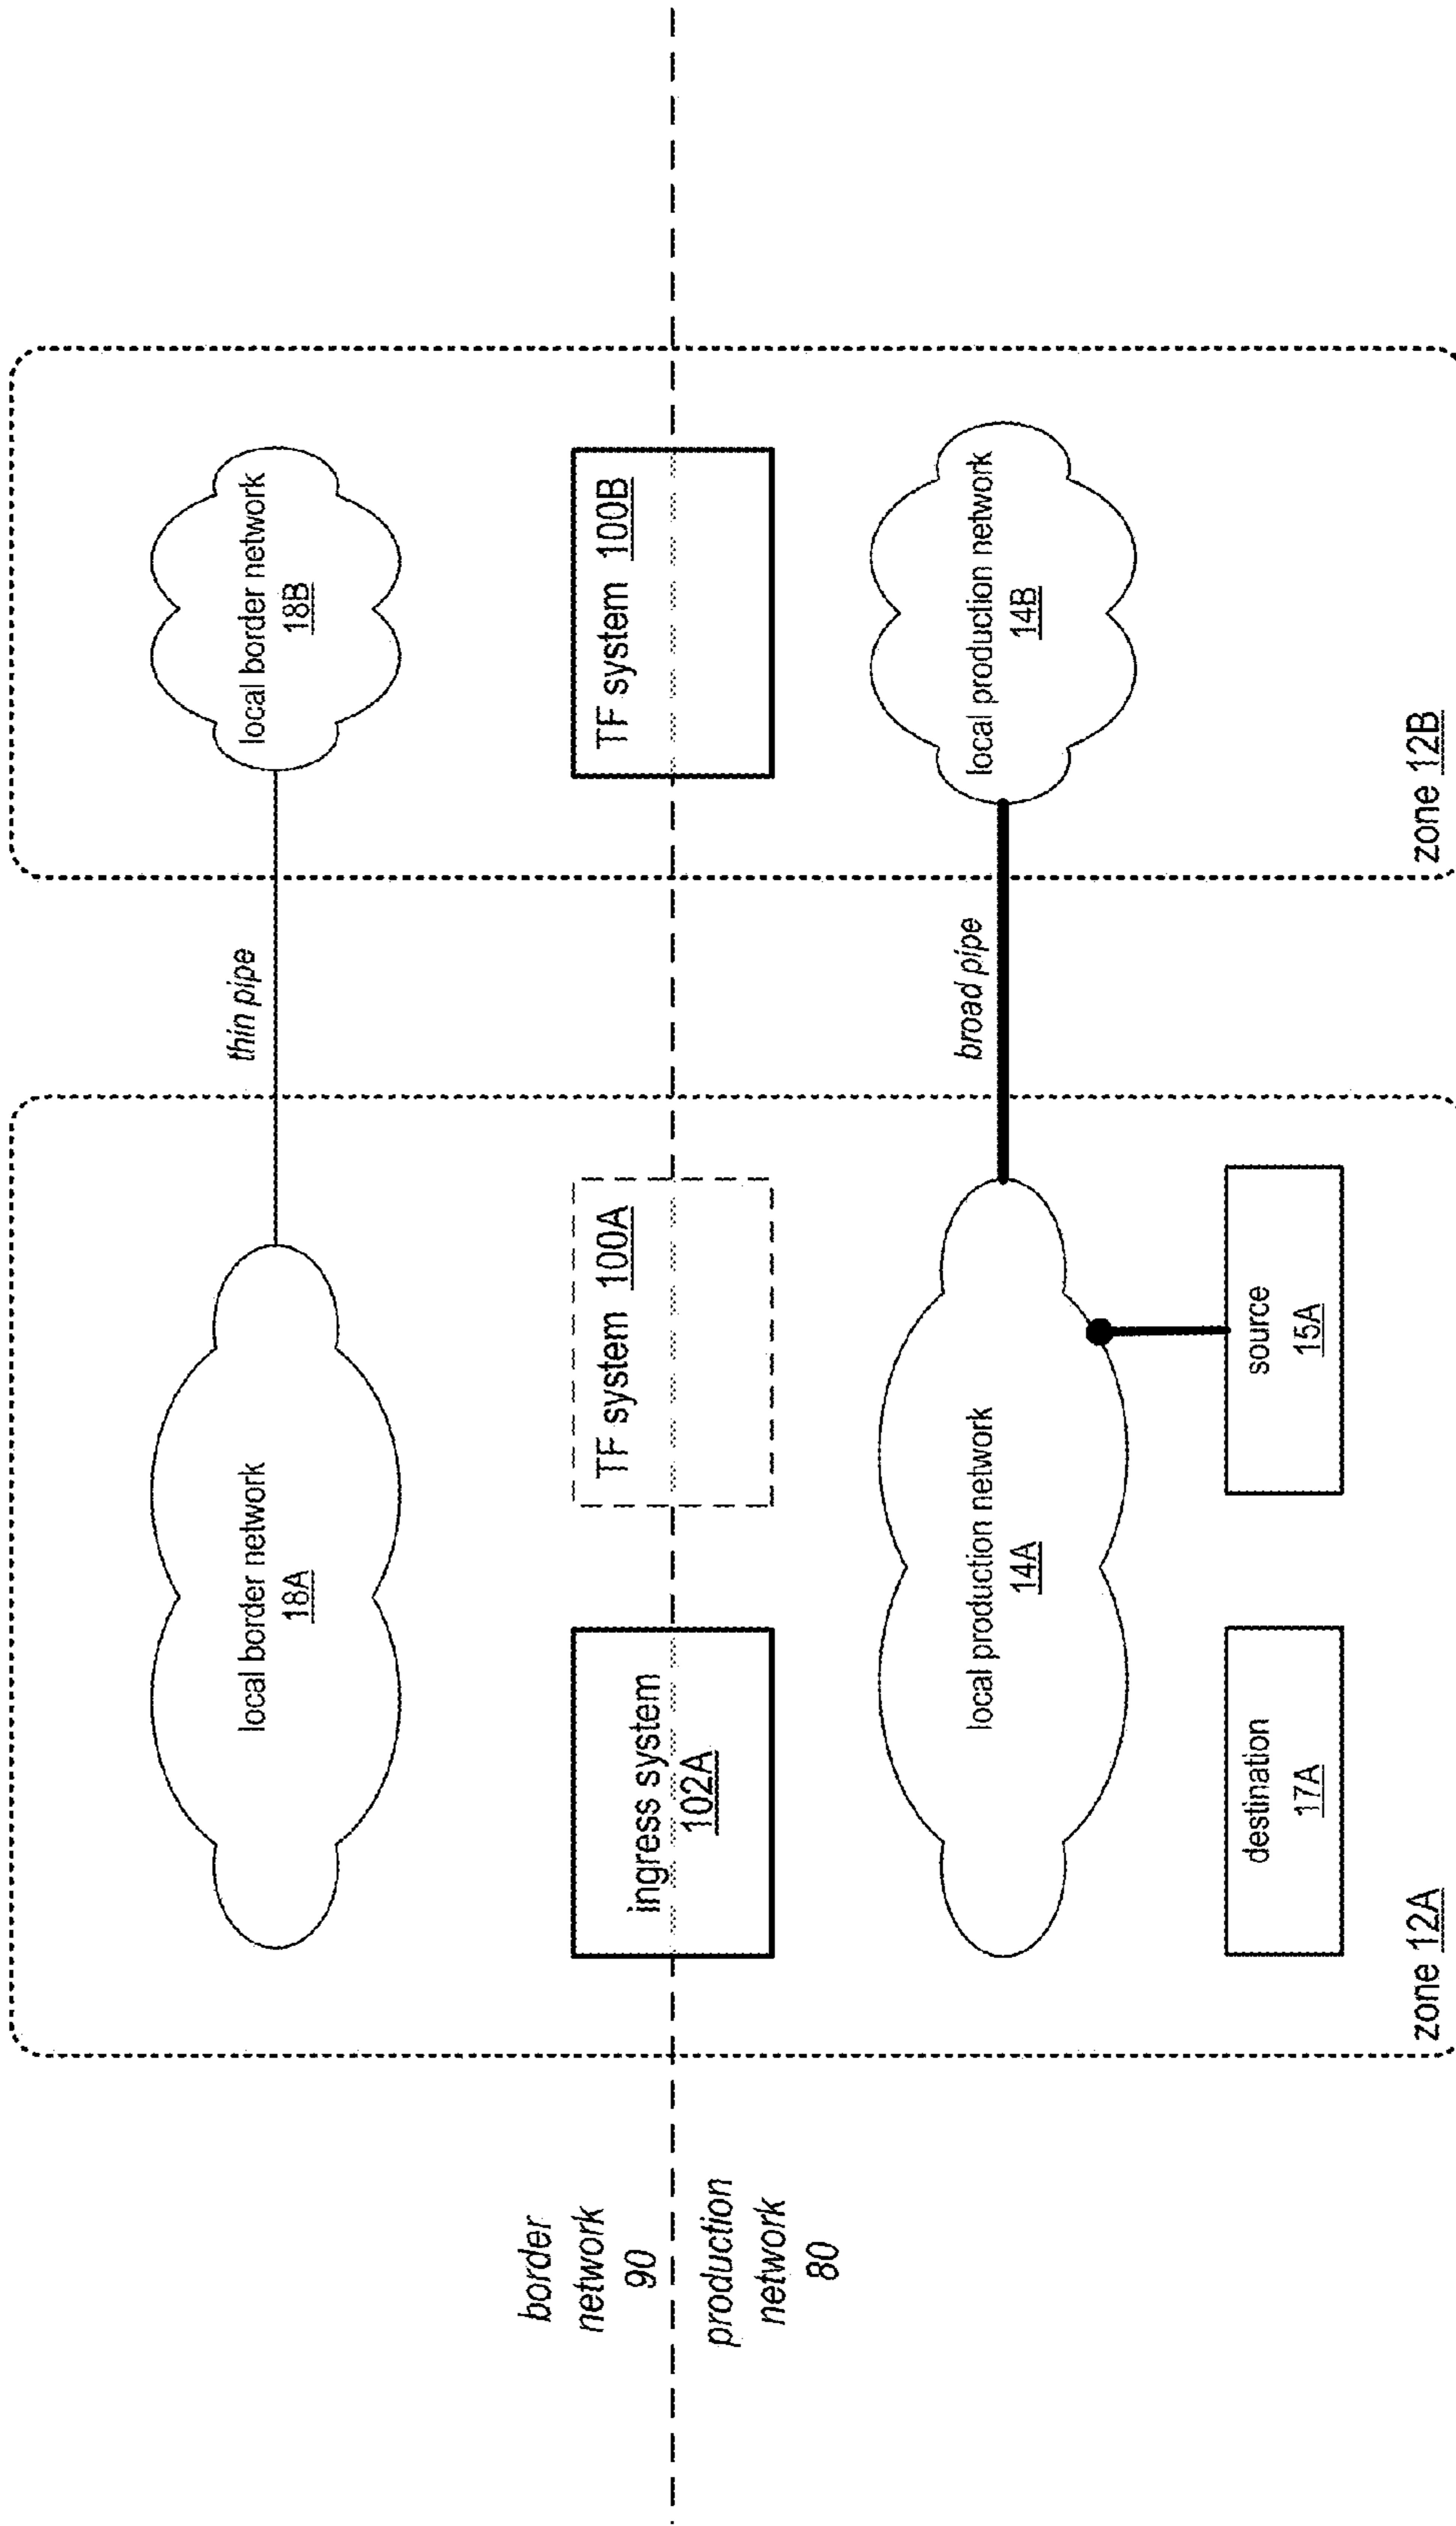 border
network
90
production
network
80
zone 12A
local border network
18A
ingress system
102A
TF system 100A
local production network
14A
destination
17A
source
15A
thin pipe
broad pipe
zone 12B
local border network
18B
TF system 100B
local production network
14B